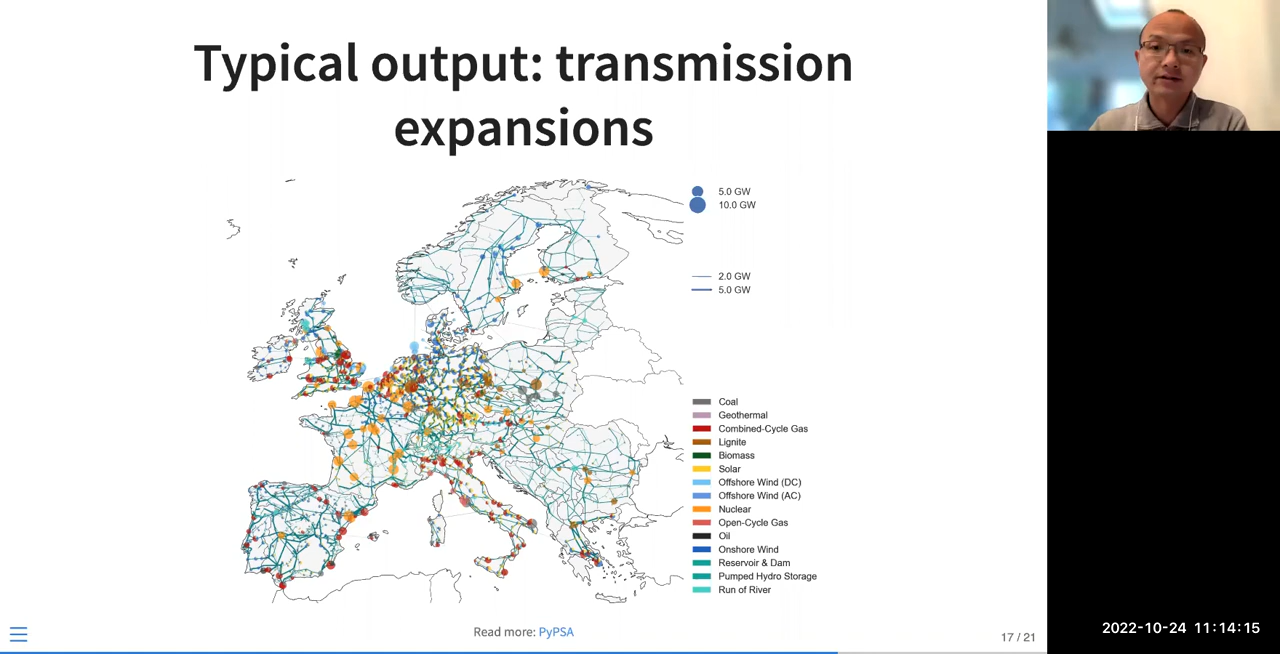 Typical output: transmission
expansions
5.0 GW
10.0 GW
2.0 GW
5.0 GW
Coal
Geothermal
Combined-Cycle Gas
Lignite
Biomass
Solar
Offshore Wind (DC)
Offshore Wind (AC)
Nuclear
Open-Cycle Gas
Oil
Onshore Wind
Reservoir & Dam
Pumped Hydro Storage
Run of River
Read more: PyPSA
17 / 21
2022-10-24 11:14:15